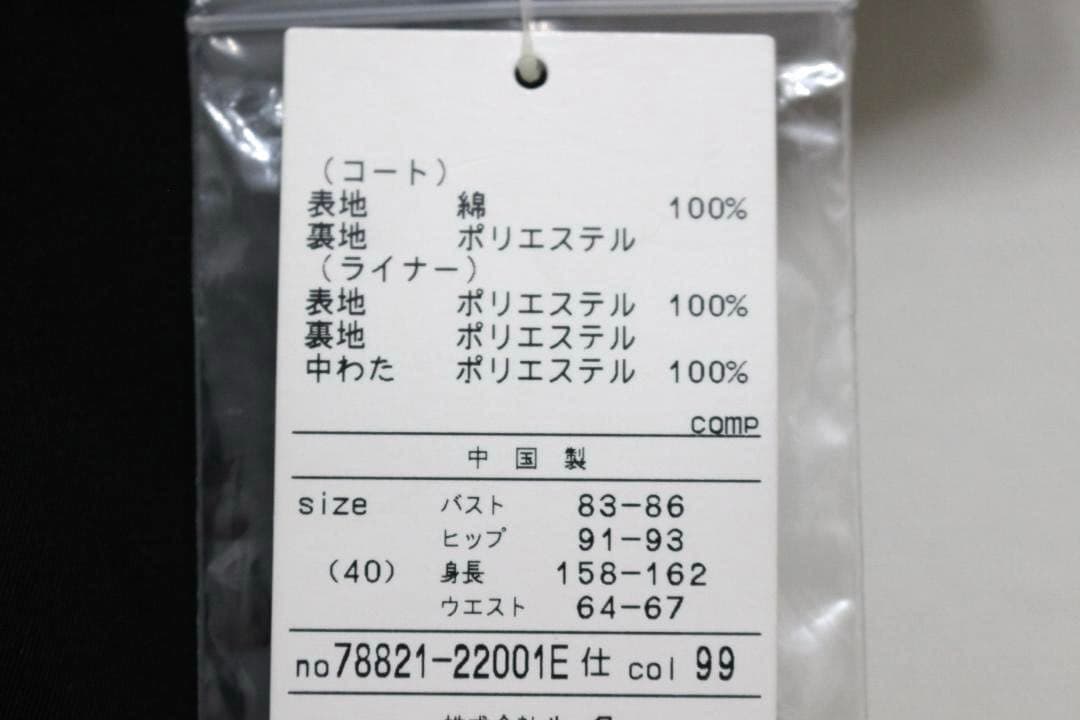 （コート）
表地 綿 100%
裏地 ポリエステル
（ライナー）
表地 ポリエステル 100%
裏地 ポリエステル
中わた ポリエステル 100%
comp
中国製
size バスト 83-86
ヒップ 91-93
(40) 身長 158-162
ウエスト 64-67
no 78821-22001E 仕 col 99